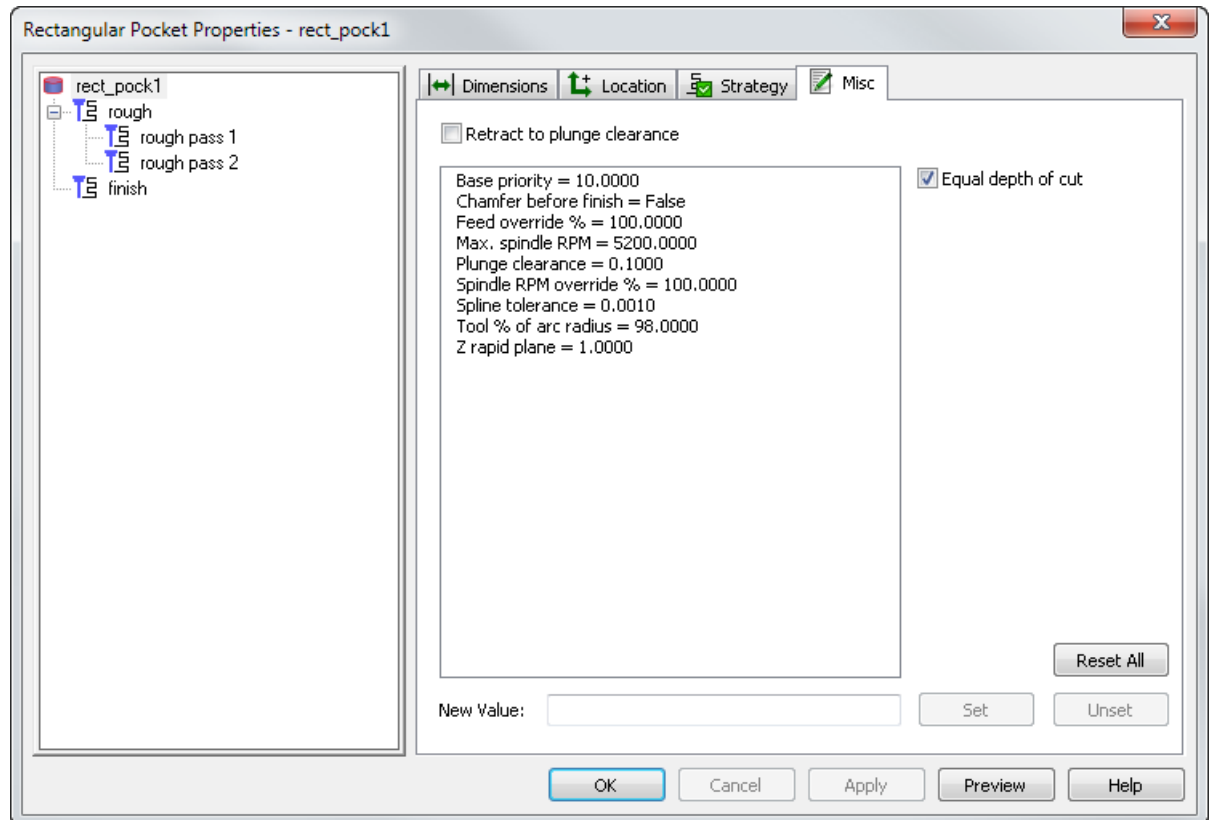 Rectangular Pocket Properties - rect_pock1
rect_pock1
rough
rough pass 1
rough pass 2
finish
Dimensions Location Strategy Misc
Retract to plunge clearance
Base priority = 10.0000
Chamfer before finish = False
Feed override % = 100.0000
Max. spindle RPM = 5200.0000
Plunge clearance = 0.1000
Spindle RPM override % = 100.0000
Spline tolerance = 0.0010
Tool % of arc radius = 98.0000
Z rapid plane = 1.0000
Equal depth of cut
Reset All
New Value: Set Unset
OK Cancel Apply Preview Help